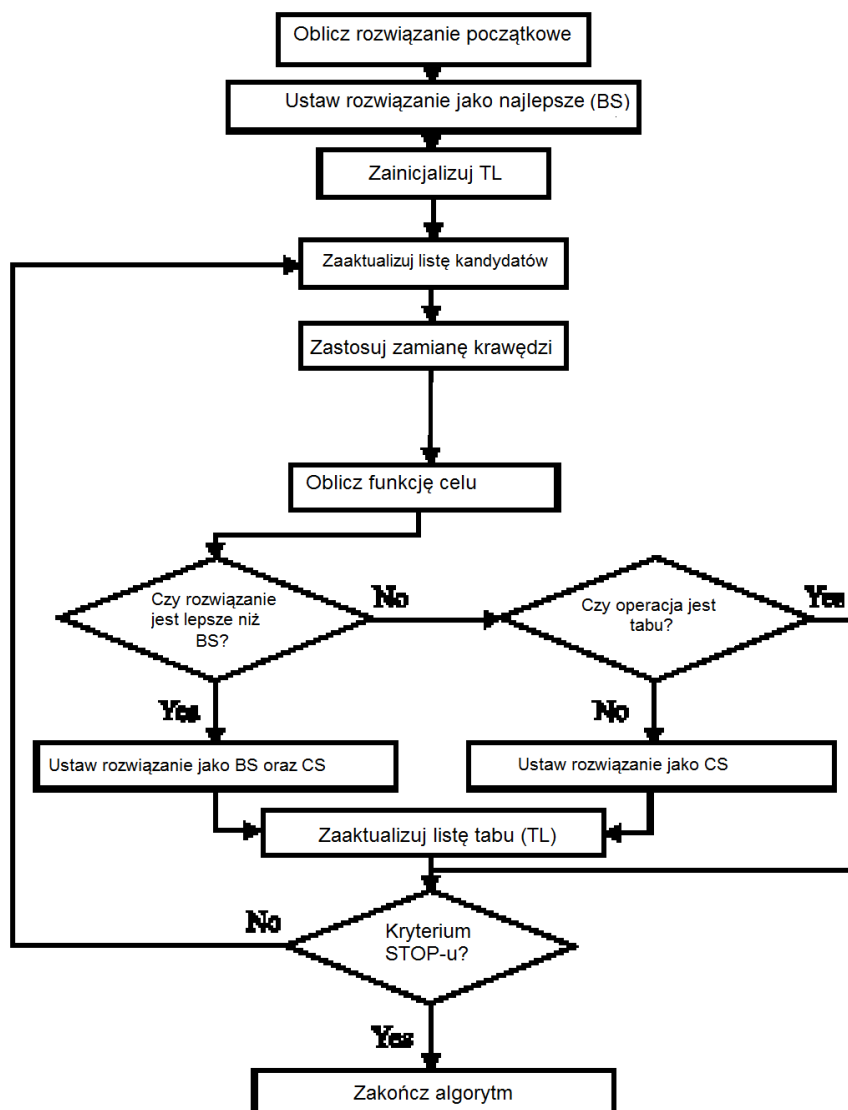 Oblicz rozwiązanie początkowe
Ustaw rozwiązanie jako najlepsze (BS)
Zainicjalizuj TL
Zaaktualizuj listę kandydatów
Zastosuj zamianę krawędzi
Oblicz funkcję celu
Czy rozwiązanie
jest lepsze niż
BS?
No
Czy operacja jest
tabu?
Yes
Yes
No
Ustaw rozwiązanie jako BS oraz CS
Ustaw rozwiązanie jako CS
Zaaktualizuj listę tabu (TL)
No
Kryterium
STOP-u?
Yes
Zakończ algorytm